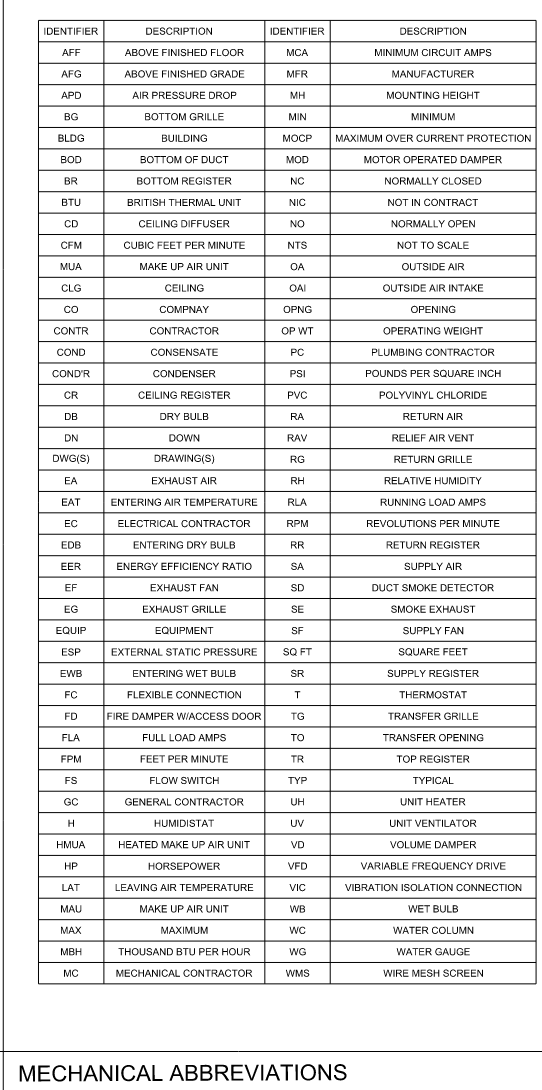 IDENTIFIER DESCRIPTION IDENTIFIER DESCRIPTION
AFF ABOVE FINISHED FLOOR MCA MINIMUM CIRCUIT AMPS
AFG ABOVE FINISHED GRADE MFR MANUFACTURER
APD AIR PRESSURE DROP MH MOUNTING HEIGHT
BG BOTTOM GRILLE MIN MINIMUM
BLDG BUILDING MOCP MAXIMUM OVER CURRENT PROTECTION
BOD BOTTOM OF DUCT MOD MOTOR OPERATED DAMPER
BR BOTTOM REGISTER NC NORMALLY CLOSED
BTU BRITISH THERMAL UNIT NIC NOT IN CONTRACT
CD CEILING DIFFUSER NO NORMALLY OPEN
CFM CUBIC FEET PER MINUTE NTS NOT TO SCALE
MUA MAKE UP AIR UNIT OA OUTSIDE AIR
CLG CEILING OAI OUTSIDE AIR INTAKE
CO COMPNAY OPNG OPENING
CONTR CONTRACTOR OP WT OPERATING WEIGHT
COND CONSENSATE PC PLUMBING CONTRACTOR
COND'R CONDENSER PSI POUNDS PER SQUARE INCH
CR CEILING REGISTER PVC POLYVINYL CHLORIDE
DB DRY BULB RA RETURN AIR
DN DOWN RAV RELIEF AIR VENT
DWG(S) DRAWING(S) RG RETURN GRILLE
EA EXHAUST AIR RH RELATIVE HUMIDITY
EAT ENTERING AIR TEMPERATURE RLA RUNNING LOAD AMPS
EC ELECTRICAL CONTRACTOR RPM REVOLUTIONS PER MINUTE
EDB ENTERING DRY BULB RR RETURN REGISTER
EER ENERGY EFFICIENCY RATIO SA SUPPLY AIR
EF EXHAUST FAN SD DUCT SMOKE DETECTOR
EG EXHAUST GRILLE SE SMOKE EXHAUST
EQUIP EQUIPMENT SF SUPPLY FAN
ESP EXTERNAL STATIC PRESSURE SQ FT SQUARE FEET
EWB ENTERING WET BULB SR SUPPLY REGISTER
FC FLEXIBLE CONNECTION T THERMOSTAT
FD FIRE DAMPER W/ACCESS DOOR TG TRANSFER GRILLE
FLA FULL LOAD AMPS TO TRANSFER OPENING
FPM FEET PER MINUTE TR TOP REGISTER
FS FLOW SWITCH TYP TYPICAL
GC GENERAL CONTRACTOR UH UNIT HEATER
H HUMIDISTAT UV UNIT VENTILATOR
HMUA HEATED MAKE UP AIR UNIT VD VOLUME DAMPER
HP HORSEPOWER VFD VARIABLE FREQUENCY DRIVE
LAT LEAVING AIR TEMPERATURE VIC VIBRATION ISOLATION CONNECTION
MAU MAKE UP AIR UNIT WB WET BULB
MAX MAXIMUM WC WATER COLUMN
MBH THOUSAND BTU PER HOUR WG WATER GAUGE
MC MECHANICAL CONTRACTOR WMS WIRE MESH SCREEN
MECHANICAL ABBREVIATIONS